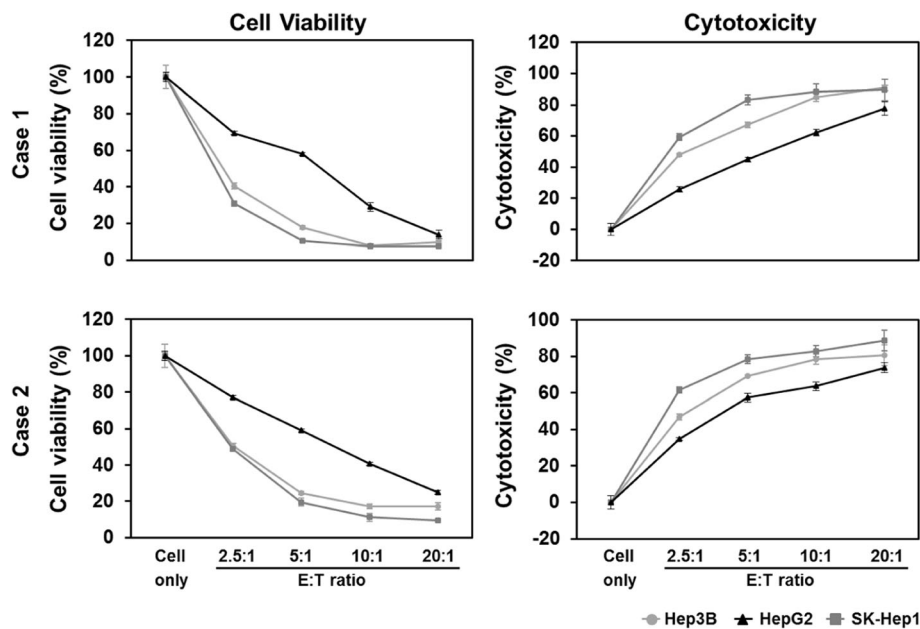 Cell Viability
Cytotoxicity
Case 1
Cell viability (%)
120
100
80
60
40
20
0
Cytotoxicity (%)
120
100
80
60
40
20
0
-20
Case 2
Cell viability (%)
120
100
80
60
40
20
0
Cell only
2.5:1 5:1 10:1 20:1
E:T ratio
Cytotoxicity (%)
100
80
60
40
20
0
-20
Cell only
2.5:1 5:1 10:1 20:1
E:T ratio
Hep3B HepG2 SK-Hep1